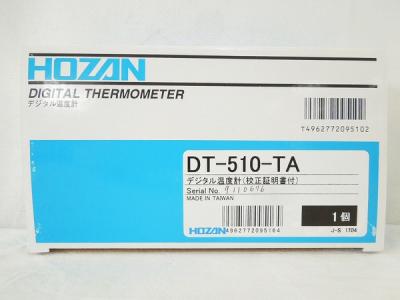 HOZAN
DIGITAL THERMOMETER
デジタル温度計
T4962772095102
DT-510-TA
デジタル温度計(校正証明書付)
Serial No. 9110676
MADE IN TAIWAN
1個
HOZAN 4962772095164
J-S 1704